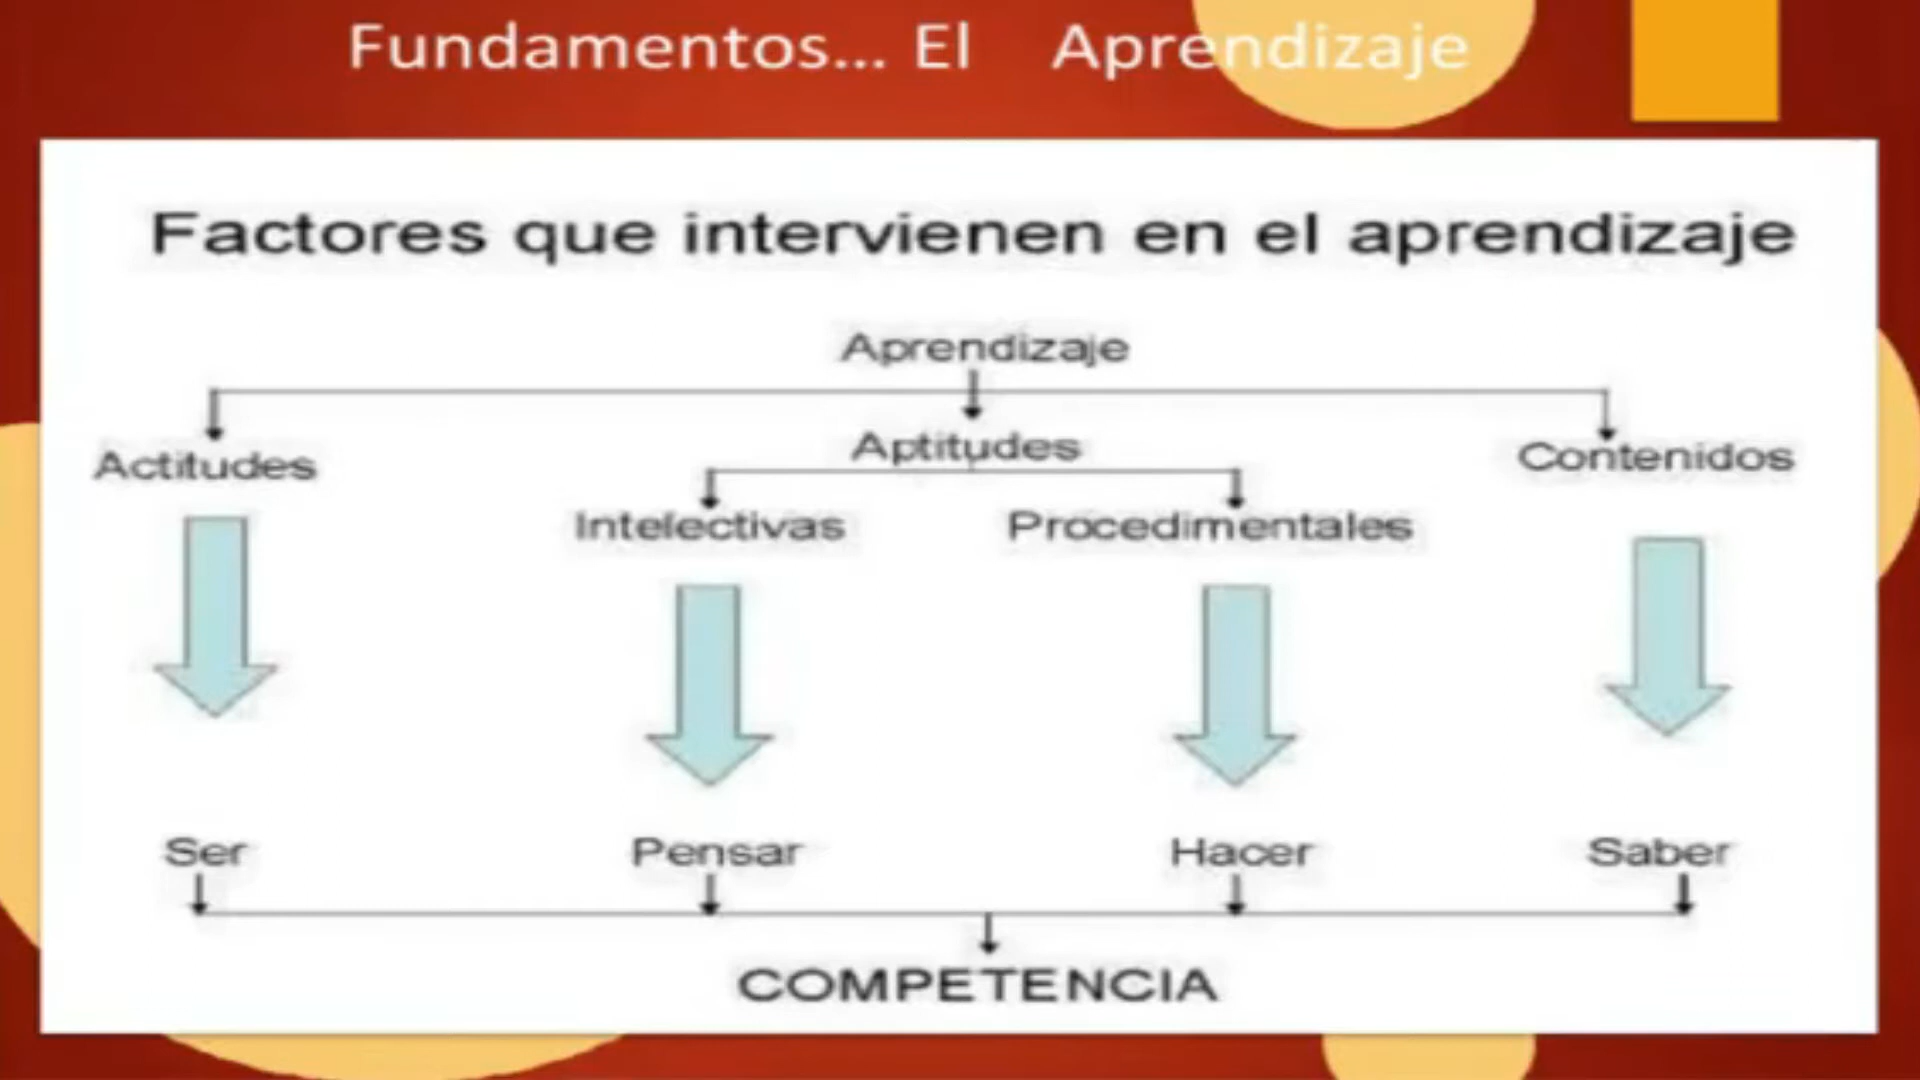 Fundamentos... El Aprendizaje
Factores que intervienen en el aprendizaje
Aprendizaje
Actitudes
Aptitudes
Contenidos
Intelectivas
Procedimentales
Ser
Pensar
Hacer
Saber
COMPETENCIA